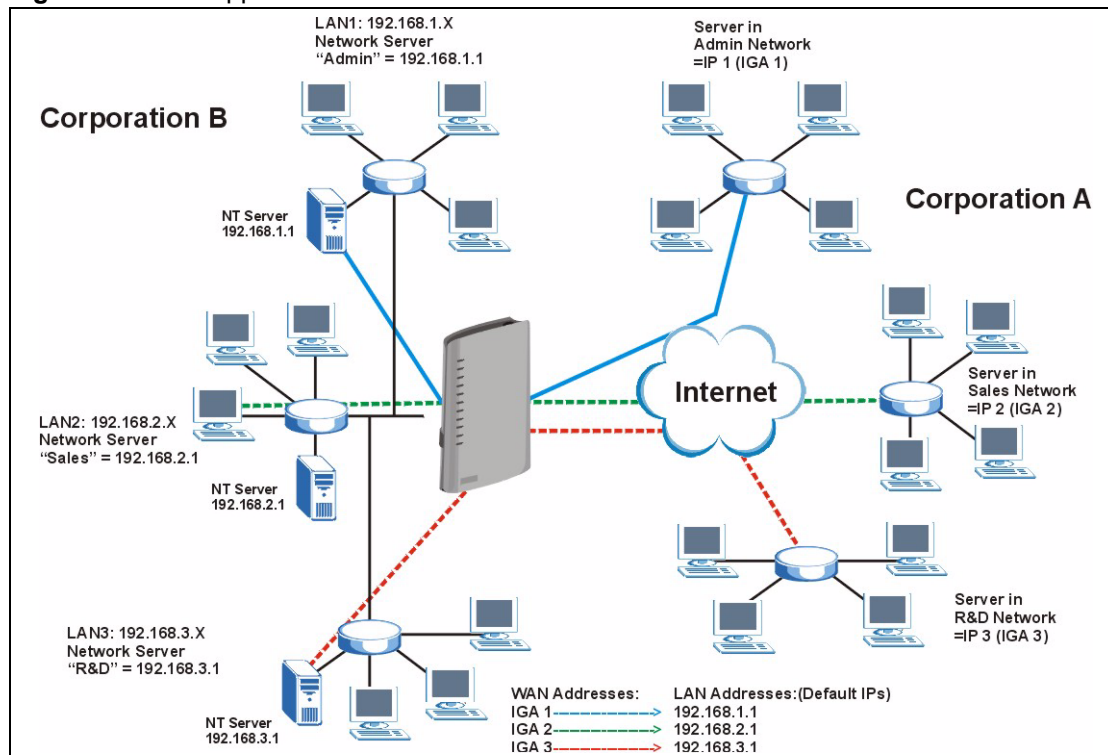 LAN1: 192.168.1.X
Network Server
“Admin” = 192.168.1.1
Server in
Admin Network
=IP 1 (IGA 1)
Corporation B
Corporation A
NT Server
192.168.1.1
Internet
Server in
Sales Network
=IP 2 (IGA 2)
LAN2: 192.168.2.X
Network Server
“Sales” = 192.168.2.1
NT Server
192.168.2.1
Server in
R&D Network
=IP 3 (IGA 3)
LAN3: 192.168.3.X
Network Server
“R&D” = 192.168.3.1
NT Server
192.168.3.1
WAN Addresses: LAN Addresses:(Default IPs)
IGA 1 192.168.1.1
IGA 2 192.168.2.1
IGA 3 192.168.3.1